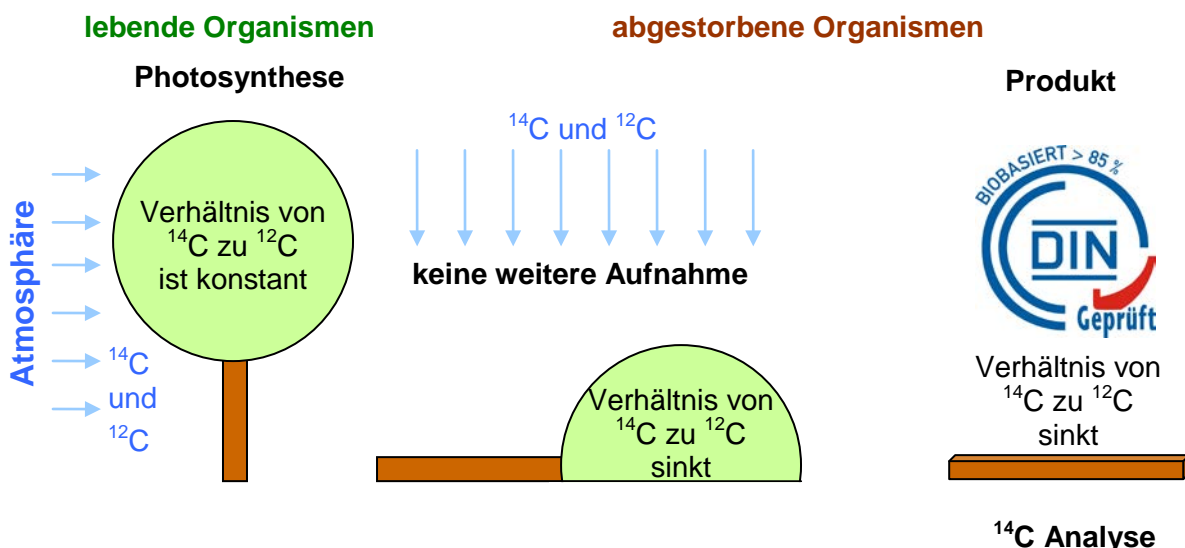 lebende Organismen
abgestorbene Organismen
Photosynthese
Produkt
Atmosphäre
¹⁴C
und
¹²C
Verhältnis von
¹⁴C zu ¹²C
ist konstant
¹⁴C und ¹²C
keine weitere Aufnahme
Verhältnis von
¹⁴C zu ¹²C
sinkt
BIOBASIERT > 85 %
DIN
Geprüft
Verhältnis von
¹⁴C zu ¹²C
sinkt
¹⁴C Analyse